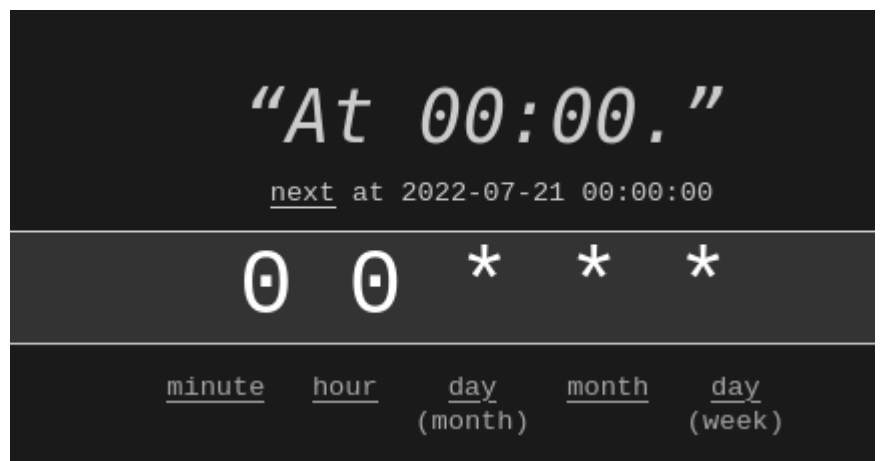 “At 00:00.”
next at 2022-07-21 00:00:00
0 0 * * *
minute hour day month day
(month) (week)